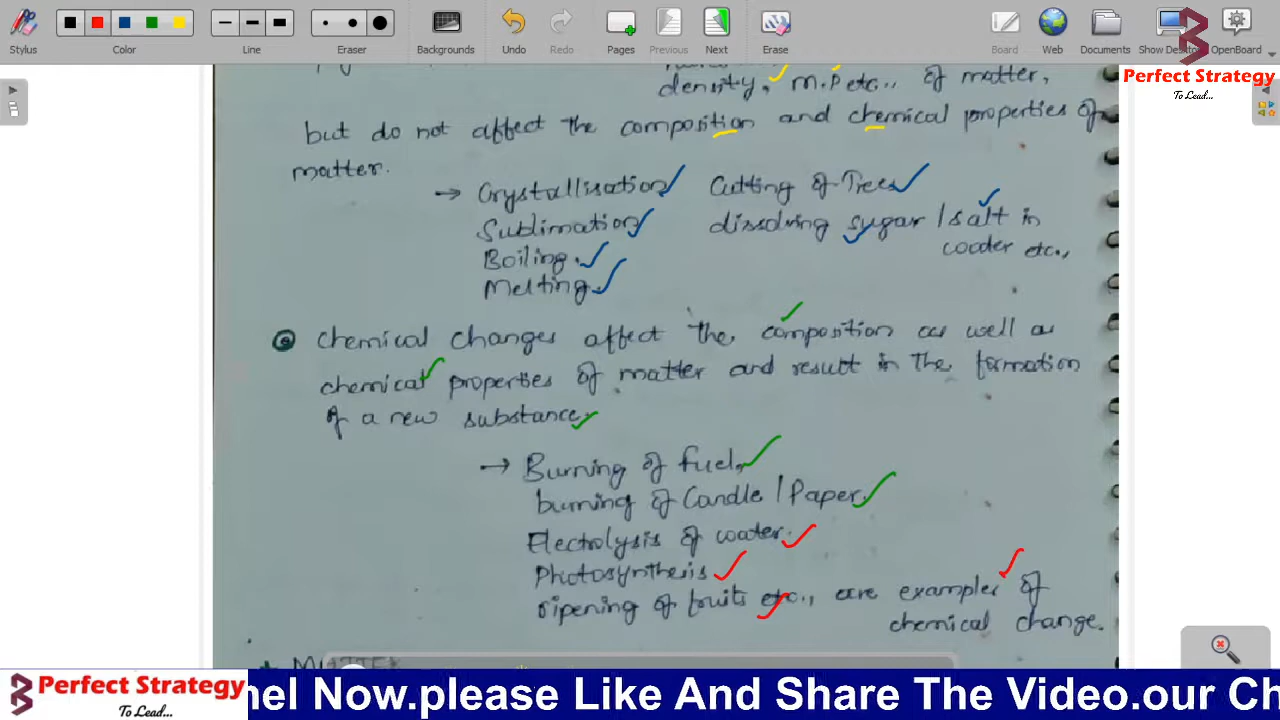 Stylus Color Line Eraser Backgrounds Undo Redo Pages Previous Next Erase Board Web Documents Show Desktop OpenBoard
Perfect Strategy
To Lead...
density, m.p etc., of matter,
but do not affect the composition and chemical properties of
matter.
→ Crystallisation Cutting of Trees
Sublimation dissolving sugar / salt in
Boiling. water etc.,
Melting.
chemical changes affect the composition as well as
chemical properties of matter and result in the formation
of a new substance.
→ Burning of fuel,
burning of Candle / Paper.
Electrolysis of water.
Photosynthesis
ripening of fruits etc., are examples of
chemical change.
MATTER
Perfect Strategy
To Lead...
nel Now.please Like And Share The Video.our Ch